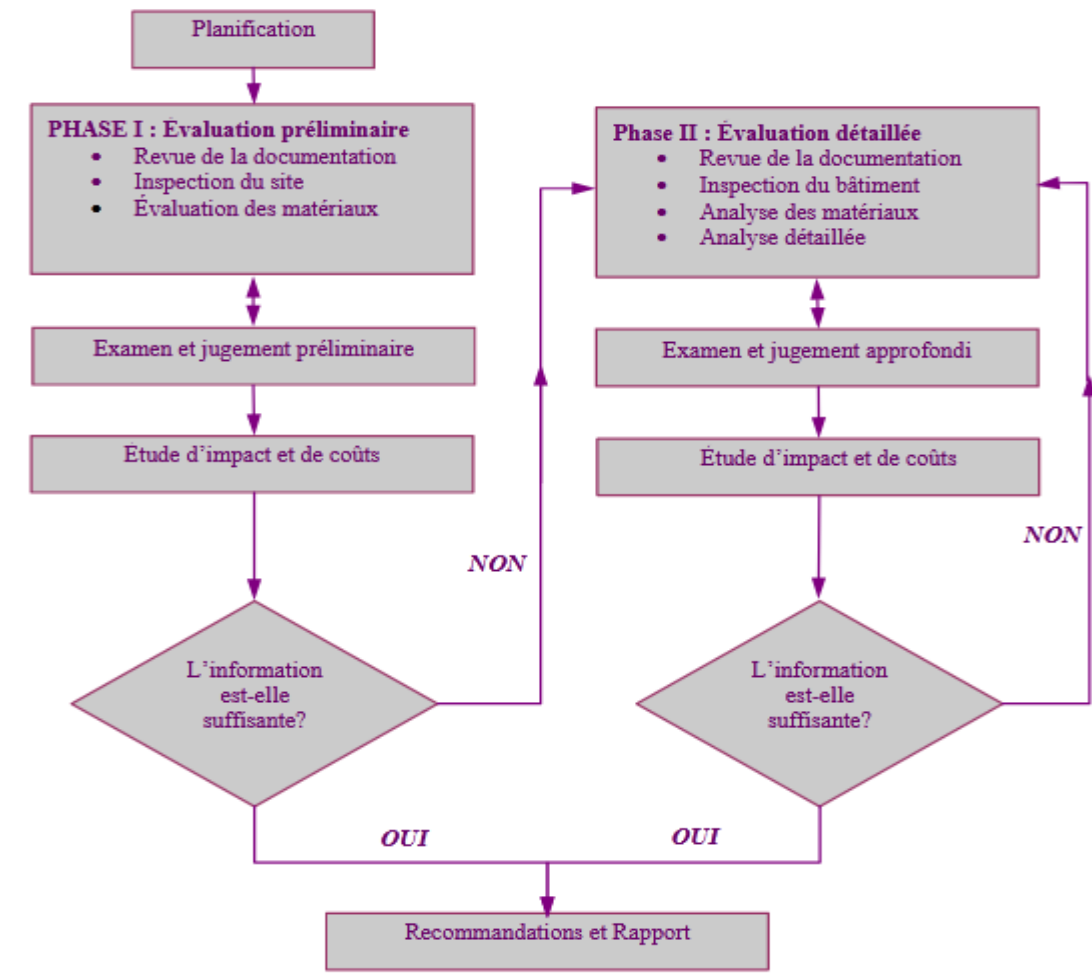 Planification
PHASE I : Évaluation préliminaire
• Revue de la documentation
• Inspection du site
• Évaluation des matériaux
Examen et jugement préliminaire
Étude d’impact et de coûts
L’information
est-elle
suffisante?
NON
OUI
Phase II : Évaluation détaillée
• Revue de la documentation
• Inspection du bâtiment
• Analyse des matériaux
• Analyse détaillée
Examen et jugement approfondi
Étude d’impact et de coûts
L’information
est-elle
suffisante?
NON
OUI
Recommandations et Rapport